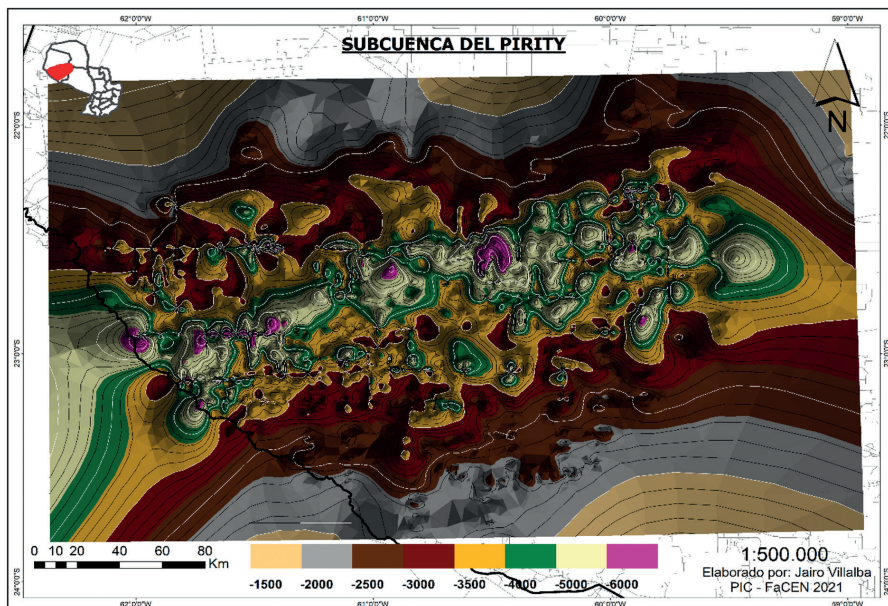 62°0'0"W 61°0'0"W 60°0'0"W 59°0'0"W
SUBCUENCA DEL PIRITY
N
22°0'0"S 22°0'0"S
23°0'0"S 23°0'0"S
24°0'0"S 24°0'0"S
0 10 20 40 60 80
Km
-1500 -2000 -2500 -3000 -3500 -4000 -5000 -6000
1:500.000
Elaborado por: Jairo Villalba
PIC - FaCEN 2021
62°0'0"W 61°0'0"W 60°0'0"W 59°0'0"W